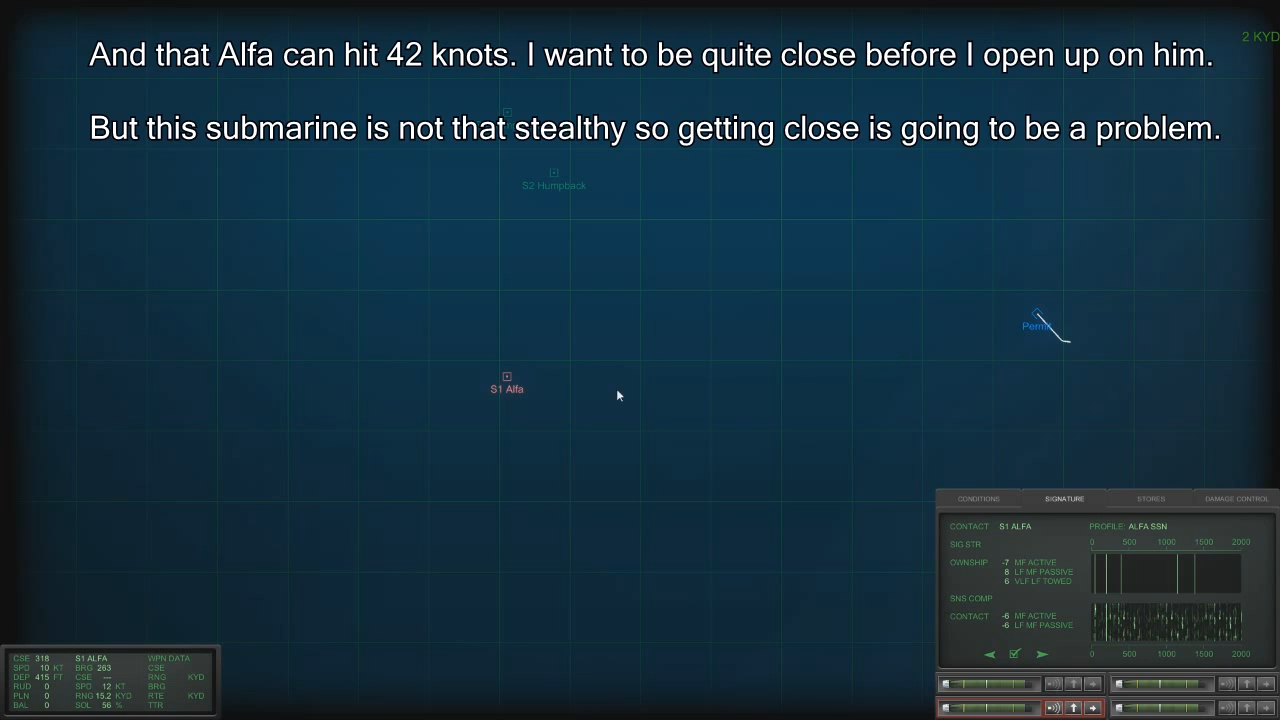 And that Alfa can hit 42 knots. I want to be quite close before I open up on him.
2 KYD
But this submarine is not that stealthy so getting close is going to be a problem.
S2 Humpback
Permit
S1 Alfa
CONDITIONS SIGNATURE STORES DAMAGE CONTROL
CONTACT S1 ALFA PROFILE: ALFA SSN
SIG STR 0 500 1000 1500 2000
OWNSHIP -7 MF ACTIVE
8 LF MF PASSIVE
6 VLF LF TOWED
SNS COMP
CONTACT -6 MF ACTIVE
-6 LF MF PASSIVE
0 500 1000 1500 2000
CSE 318 S1 ALFA WPN DATA
SPD 10 KT BRG 263 CSE
DEP 415 FT CSE --- RNG KYD
RUD 0 SPD 12 KT BRG
PLN 0 RNG 15.2 KYD RTE KYD
BAL 0 SOL 56 % TTR